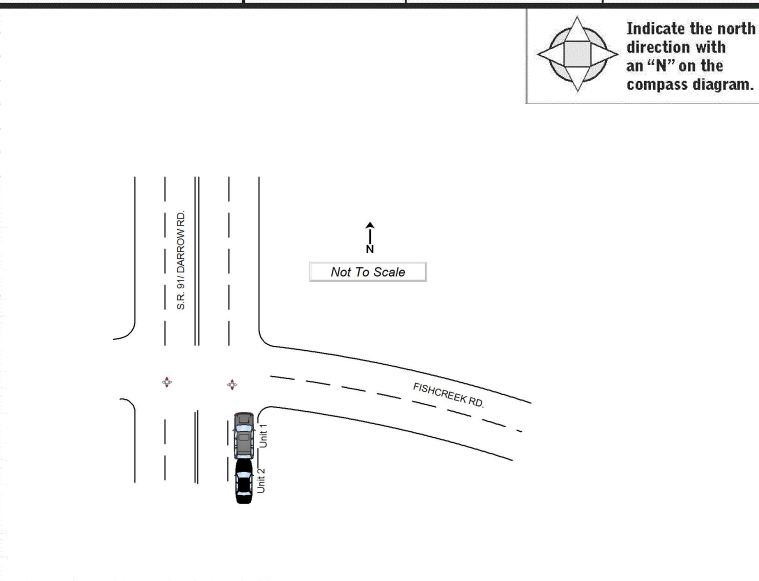 Indicate the north
direction with
an “N” on the
compass diagram.
S.R. 91/ DARROW RD.
N
Not To Scale
FISHCREEK RD.
Unit 1
Unit 2